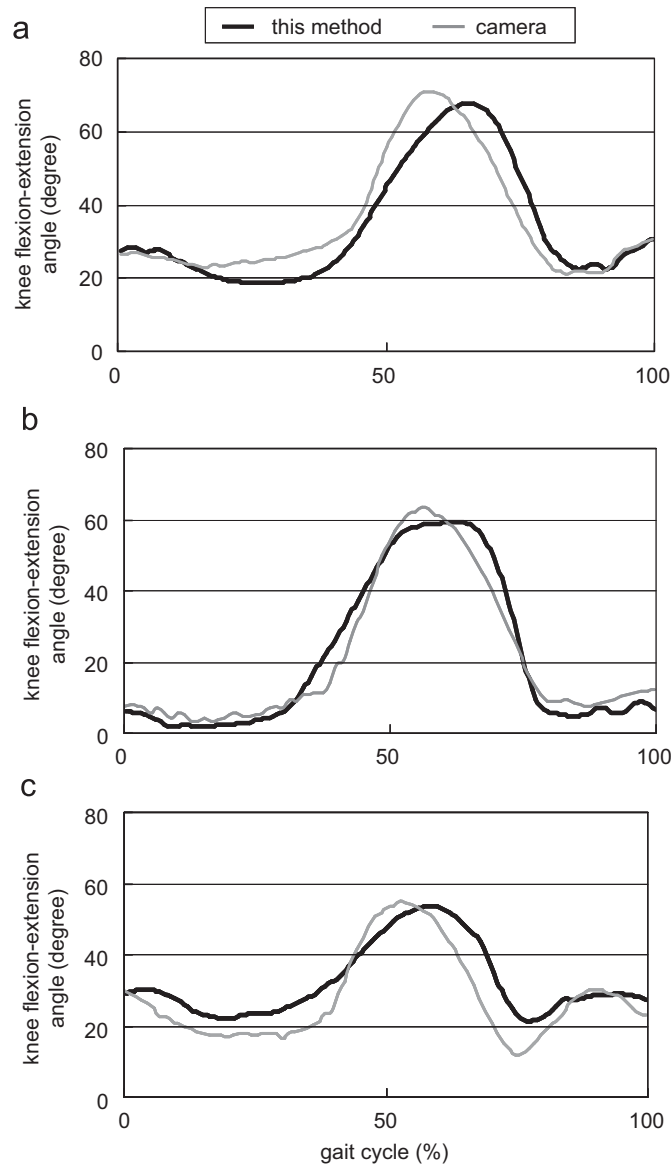 this method camera
a
80
60
40
20
0
0 50 100
knee flexion-extension
angle (degree)
b
80
60
40
20
0
0 50 100
knee flexion-extension
angle (degree)
c
80
60
40
20
0
0 50 100
knee flexion-extension
angle (degree)
gait cycle (%)